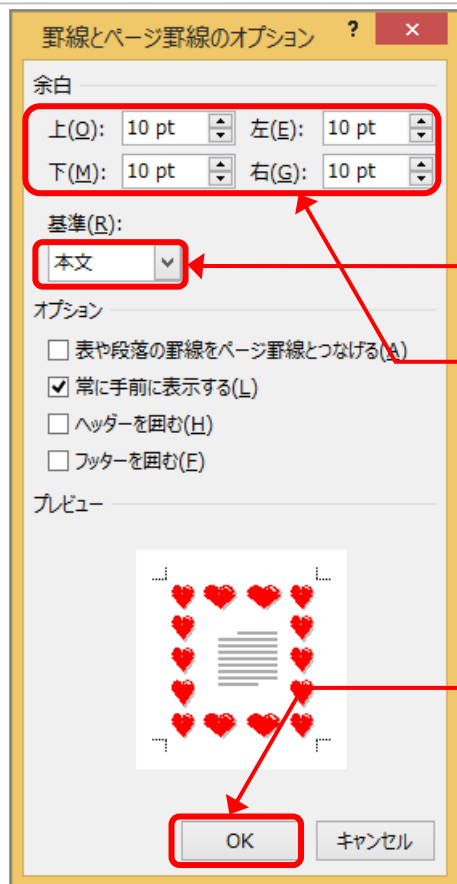 罫線とページ罫線のオプション ? ×
余白
上(O): 10 pt 左(E): 10 pt
下(M): 10 pt 右(G): 10 pt
基準(R):
本文
オプション
表や段落の罫線をページ罫線とつなげる(A)
常に手前に表示する(L)
ヘッダーを囲む(H)
フッターを囲む(F)
プレビュー
OK キャンセル